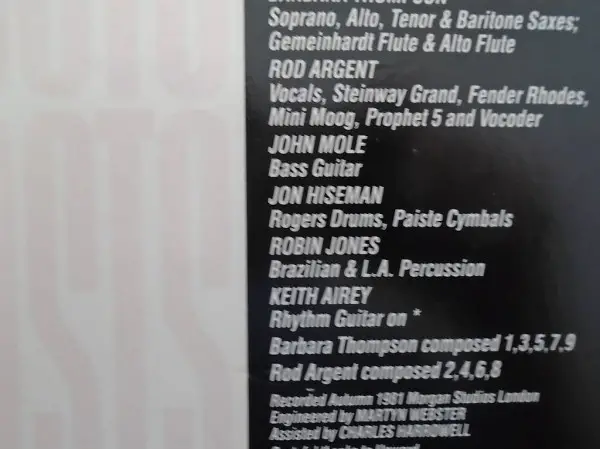 BARBARA THOMPSON
Soprano, Alto, Tenor & Baritone Saxes;
Gemeinhardt Flute & Alto Flute
ROD ARGENT
Vocals, Steinway Grand, Fender Rhodes,
Mini Moog, Prophet 5 and Vocoder
JOHN MOLE
Bass Guitar
JON HISEMAN
Rogers Drums, Paiste Cymbals
ROBIN JONES
Brazilian & L.A. Percussion
KEITH AIREY
Rhythm Guitar on *
Barbara Thompson composed 1,3,5,7,9
Rod Argent composed 2,4,6,8
Recorded Autumn 1981 Morgan Studios London
Engineered by MARTYN WEBSTER
Assisted by CHARLES HARROWELL